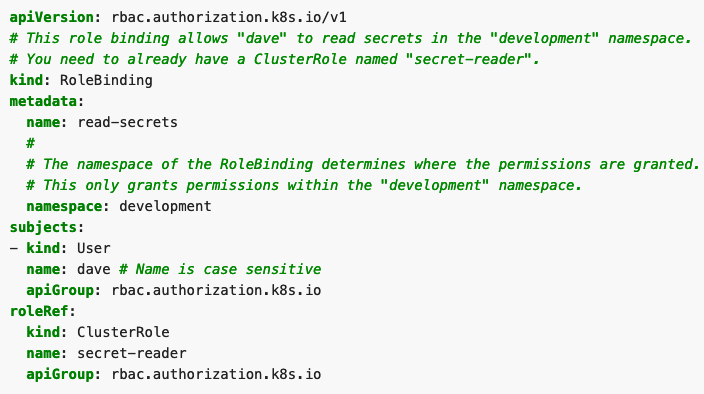 apiVersion: rbac.authorization.k8s.io/v1
# This role binding allows "dave" to read secrets in the "development" namespace.
# You need to already have a ClusterRole named "secret-reader".
kind: RoleBinding
metadata:
  name: read-secrets
  #
  # The namespace of the RoleBinding determines where the permissions are granted.
  # This only grants permissions within the "development" namespace.
  namespace: development
subjects:
- kind: User
  name: dave # Name is case sensitive
  apiGroup: rbac.authorization.k8s.io
roleRef:
  kind: ClusterRole
  name: secret-reader
  apiGroup: rbac.authorization.k8s.io